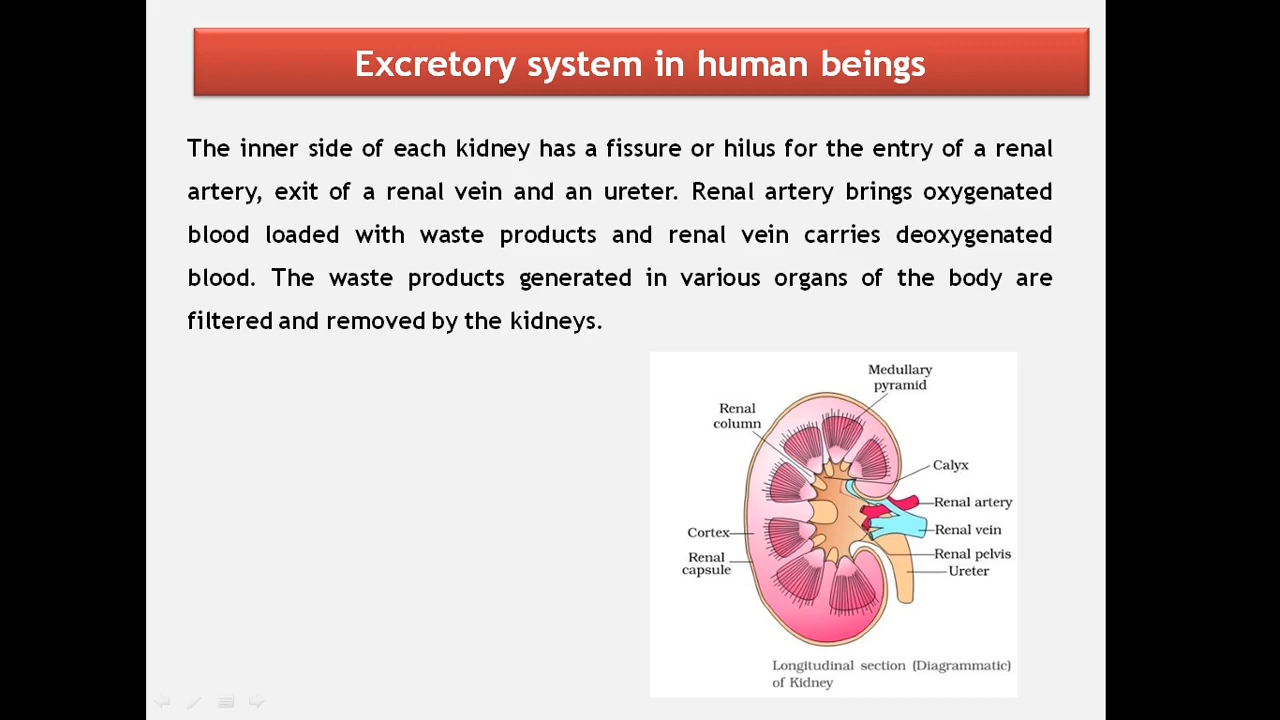 Excretory system in human beings
The inner side of each kidney has a fissure or hilus for the entry of a renal
artery, exit of a renal vein and an ureter. Renal artery brings oxygenated
blood loaded with waste products and renal vein carries deoxygenated
blood. The waste products generated in various organs of the body are
filtered and removed by the kidneys.
Medullary
pyramid
Renal
column
Calyx
Renal artery
Renal vein
Cortex
Renal pelvis
Renal
capsule
Ureter
Longitudinal section (Diagrammatic)
of Kidney